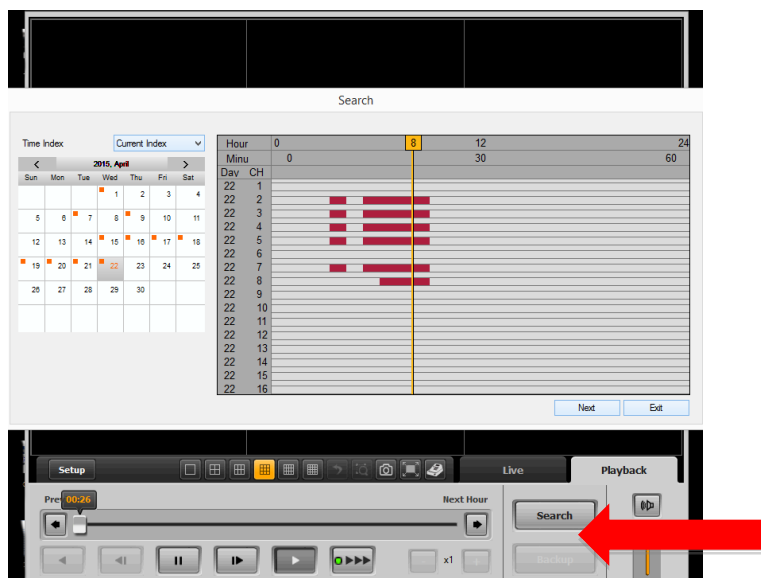 Search
Time Index Current Index
Hour 0 8 12 24
< 2015, April >
Minu 0 30 60
Sun Mon Tue Wed Thu Fri Sat
Day CH
1 2 3 4
5 6 7 8 9 10 11
12 13 14 15 16 17 18
19 20 21 22 23 24 25
26 27 28 29 30
22 1
22 2
22 3
22 4
22 5
22 6
22 7
22 8
22 9
22 10
22 11
22 12
22 13
22 14
22 15
22 16
Next Exit
Setup Live Playback
00:26 Next Hour
Search
x1 Backup